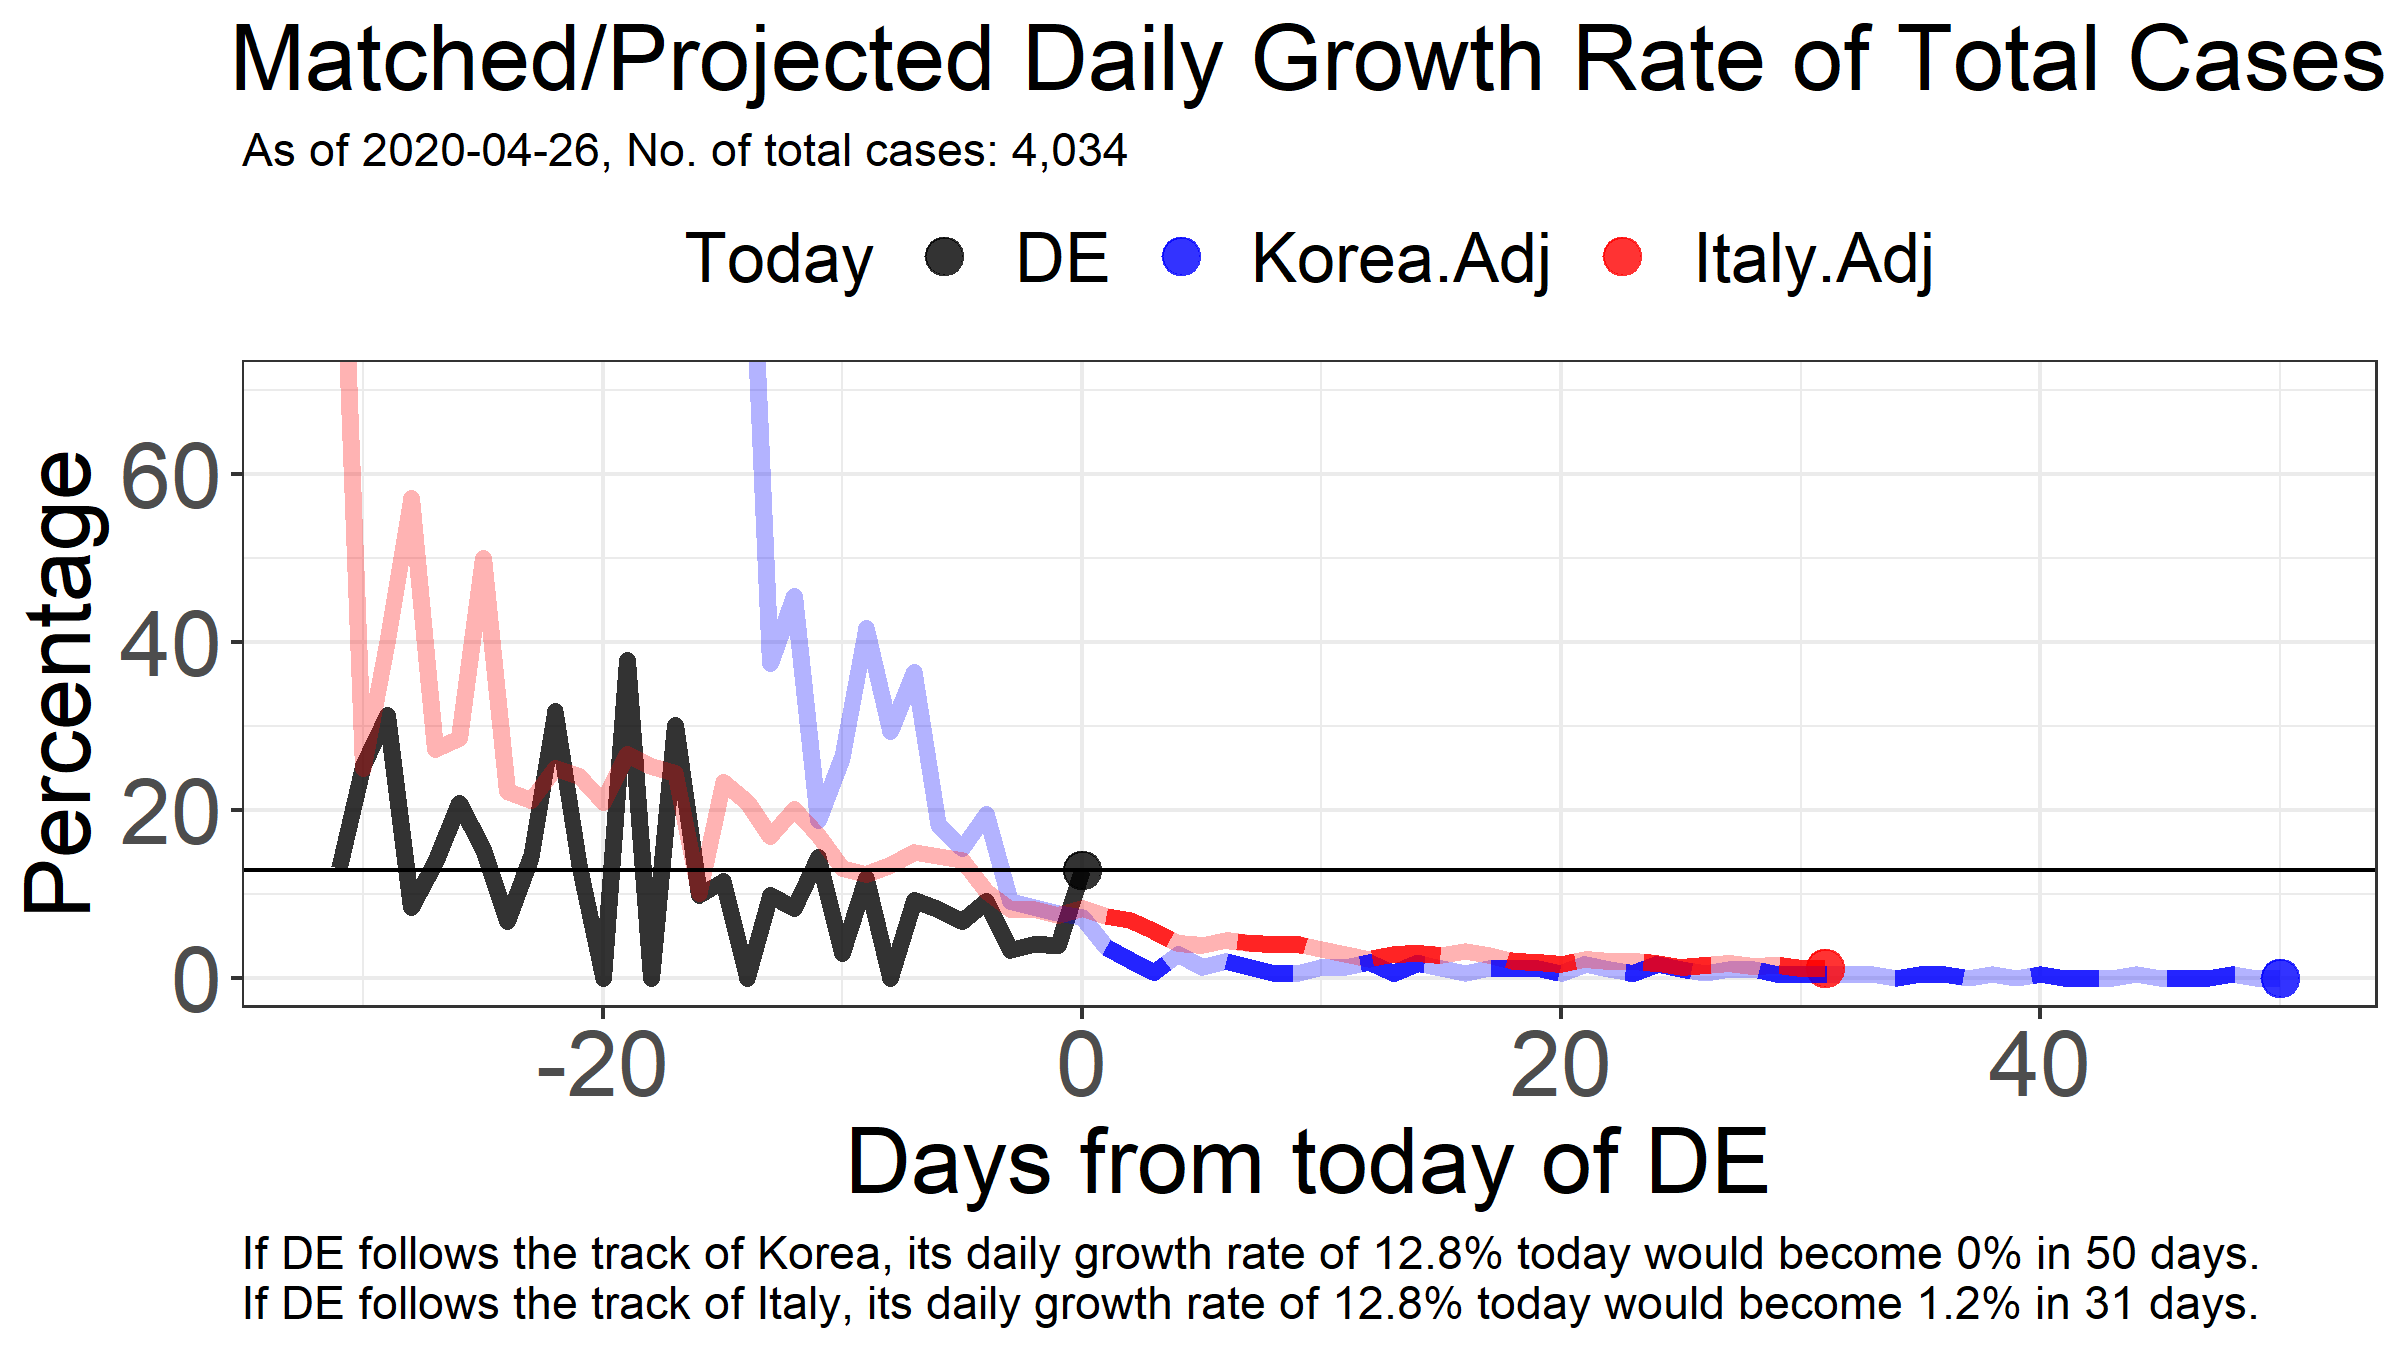 Matched/Projected Daily Growth Rate of Total Cases
As of 2020-04-26, No. of total cases: 4,034
Today DE Korea.Adj Italy.Adj
Percentage
60
40
20
0
-20 0 20 40
Days from today of DE
If DE follows the track of Korea, its daily growth rate of 12.8% today would become 0% in 50 days.
If DE follows the track of Italy, its daily growth rate of 12.8% today would become 1.2% in 31 days.